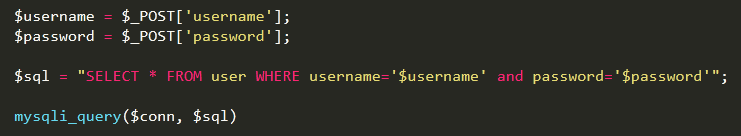 $username = $_POST['username'];
$password = $_POST['password'];
$sql = "SELECT * FROM user WHERE username='$username' and password='$password'";
mysqli_query($conn, $sql)